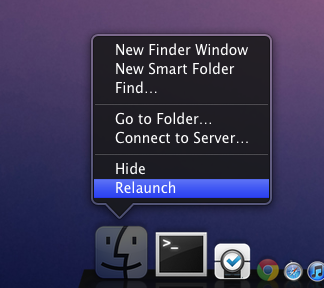 New Finder Window
New Smart Folder
Find…
Go to Folder…
Connect to Server…
Hide
Relaunch
>_